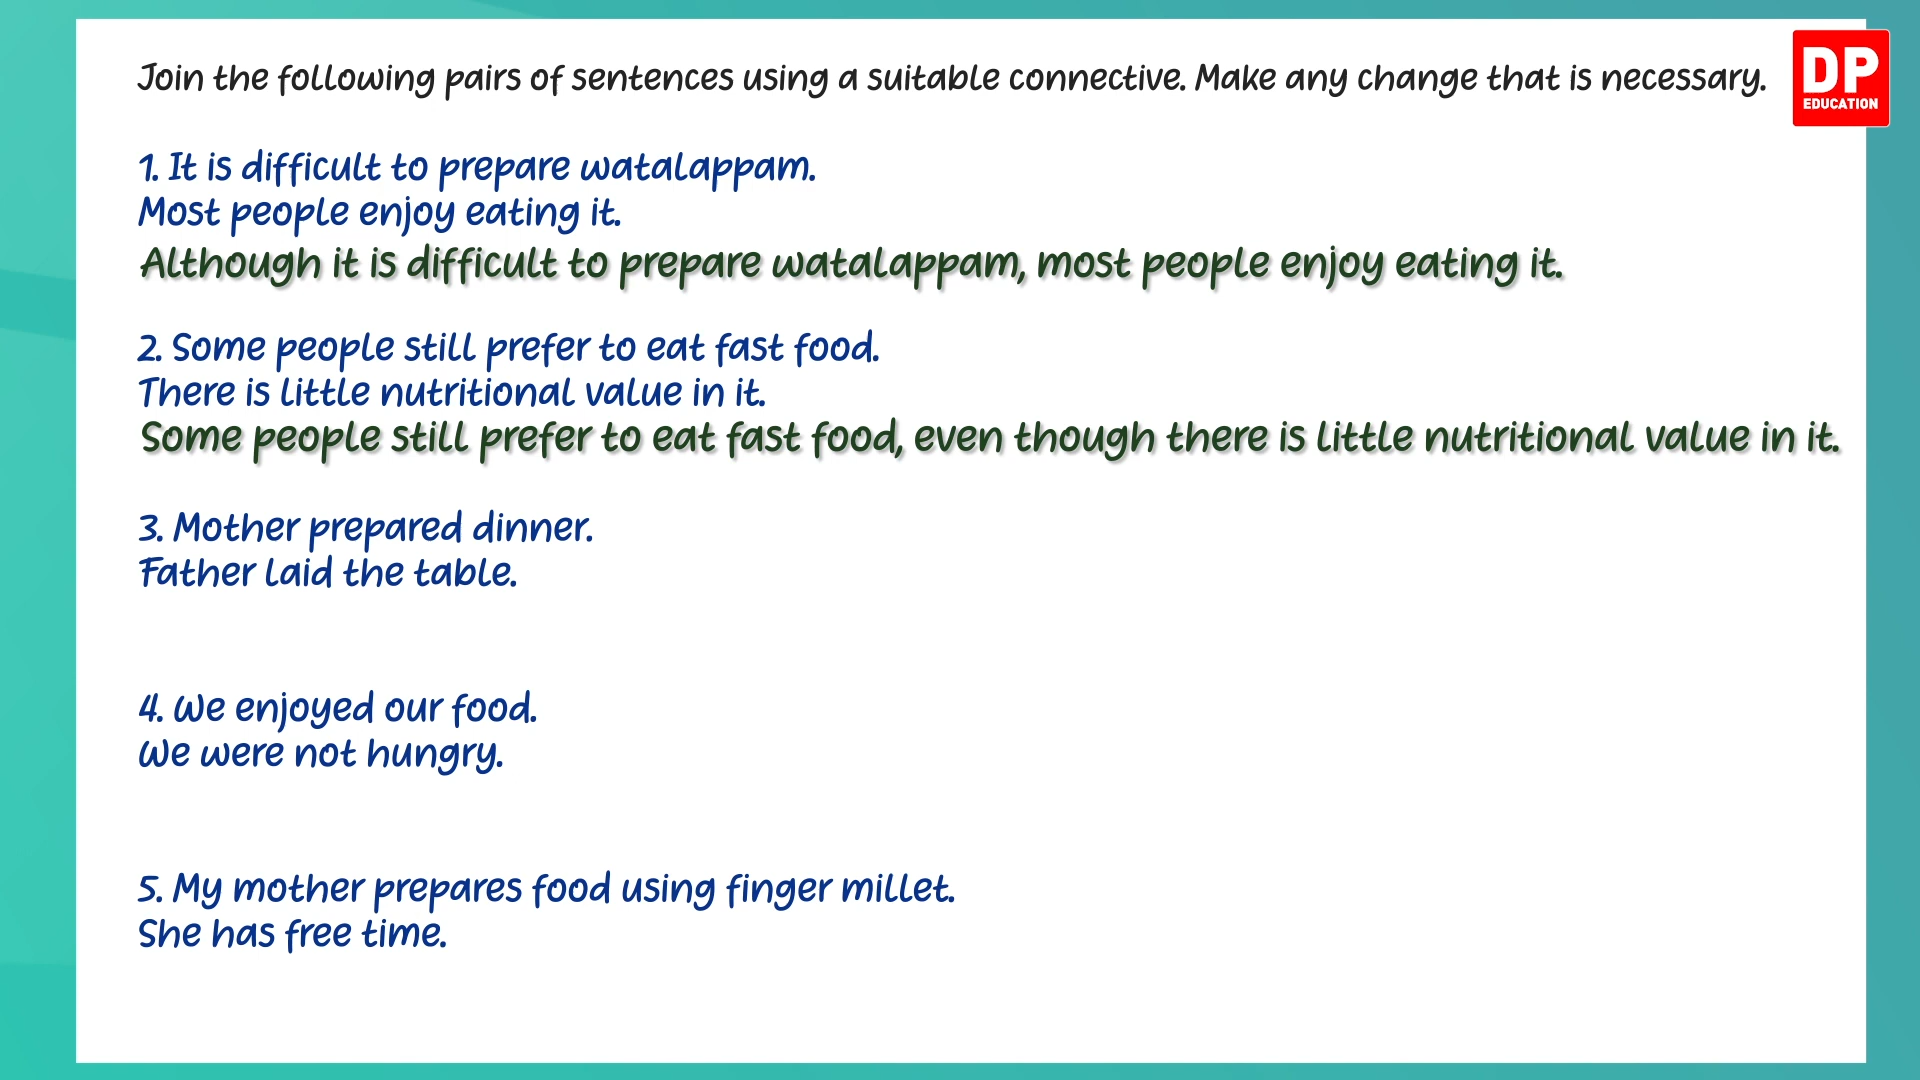 Join the following pairs of sentences using a suitable connective. Make any change that is necessary.
DP
EDUCATION
1. It is difficult to prepare watalappam.
Most people enjoy eating it.
Although it is difficult to prepare watalappam, most people enjoy eating it.
2. Some people still prefer to eat fast food.
There is little nutritional value in it.
Some people still prefer to eat fast food, even though there is little nutritional value in it.
3. Mother prepared dinner.
Father laid the table.
4. We enjoyed our food.
We were not hungry.
5. My mother prepares food using finger millet.
She has free time.